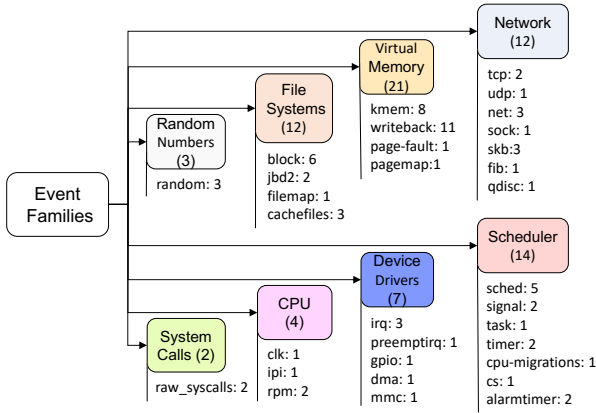 Event
Families
Random
Numbers
(3)
random: 3
File
Systems
(12)
block: 6
jbd2: 2
filemap: 1
cachefiles: 3
Virtual
Memory
(21)
kmem: 8
writeback: 11
page-fault: 1
pagemap:1
Network
(12)
tcp: 2
udp: 1
net: 3
sock: 1
skb:3
fib: 1
qdisc: 1
System
Calls (2)
raw_syscalls: 2
CPU
(4)
clk: 1
ipi: 1
rpm: 2
Device
Drivers
(7)
irq: 3
preemptirq: 1
gpio: 1
dma: 1
mmc: 1
Scheduler
(14)
sched: 5
signal: 2
task: 1
timer: 2
cpu-migrations: 1
cs: 1
alarmtimer: 2